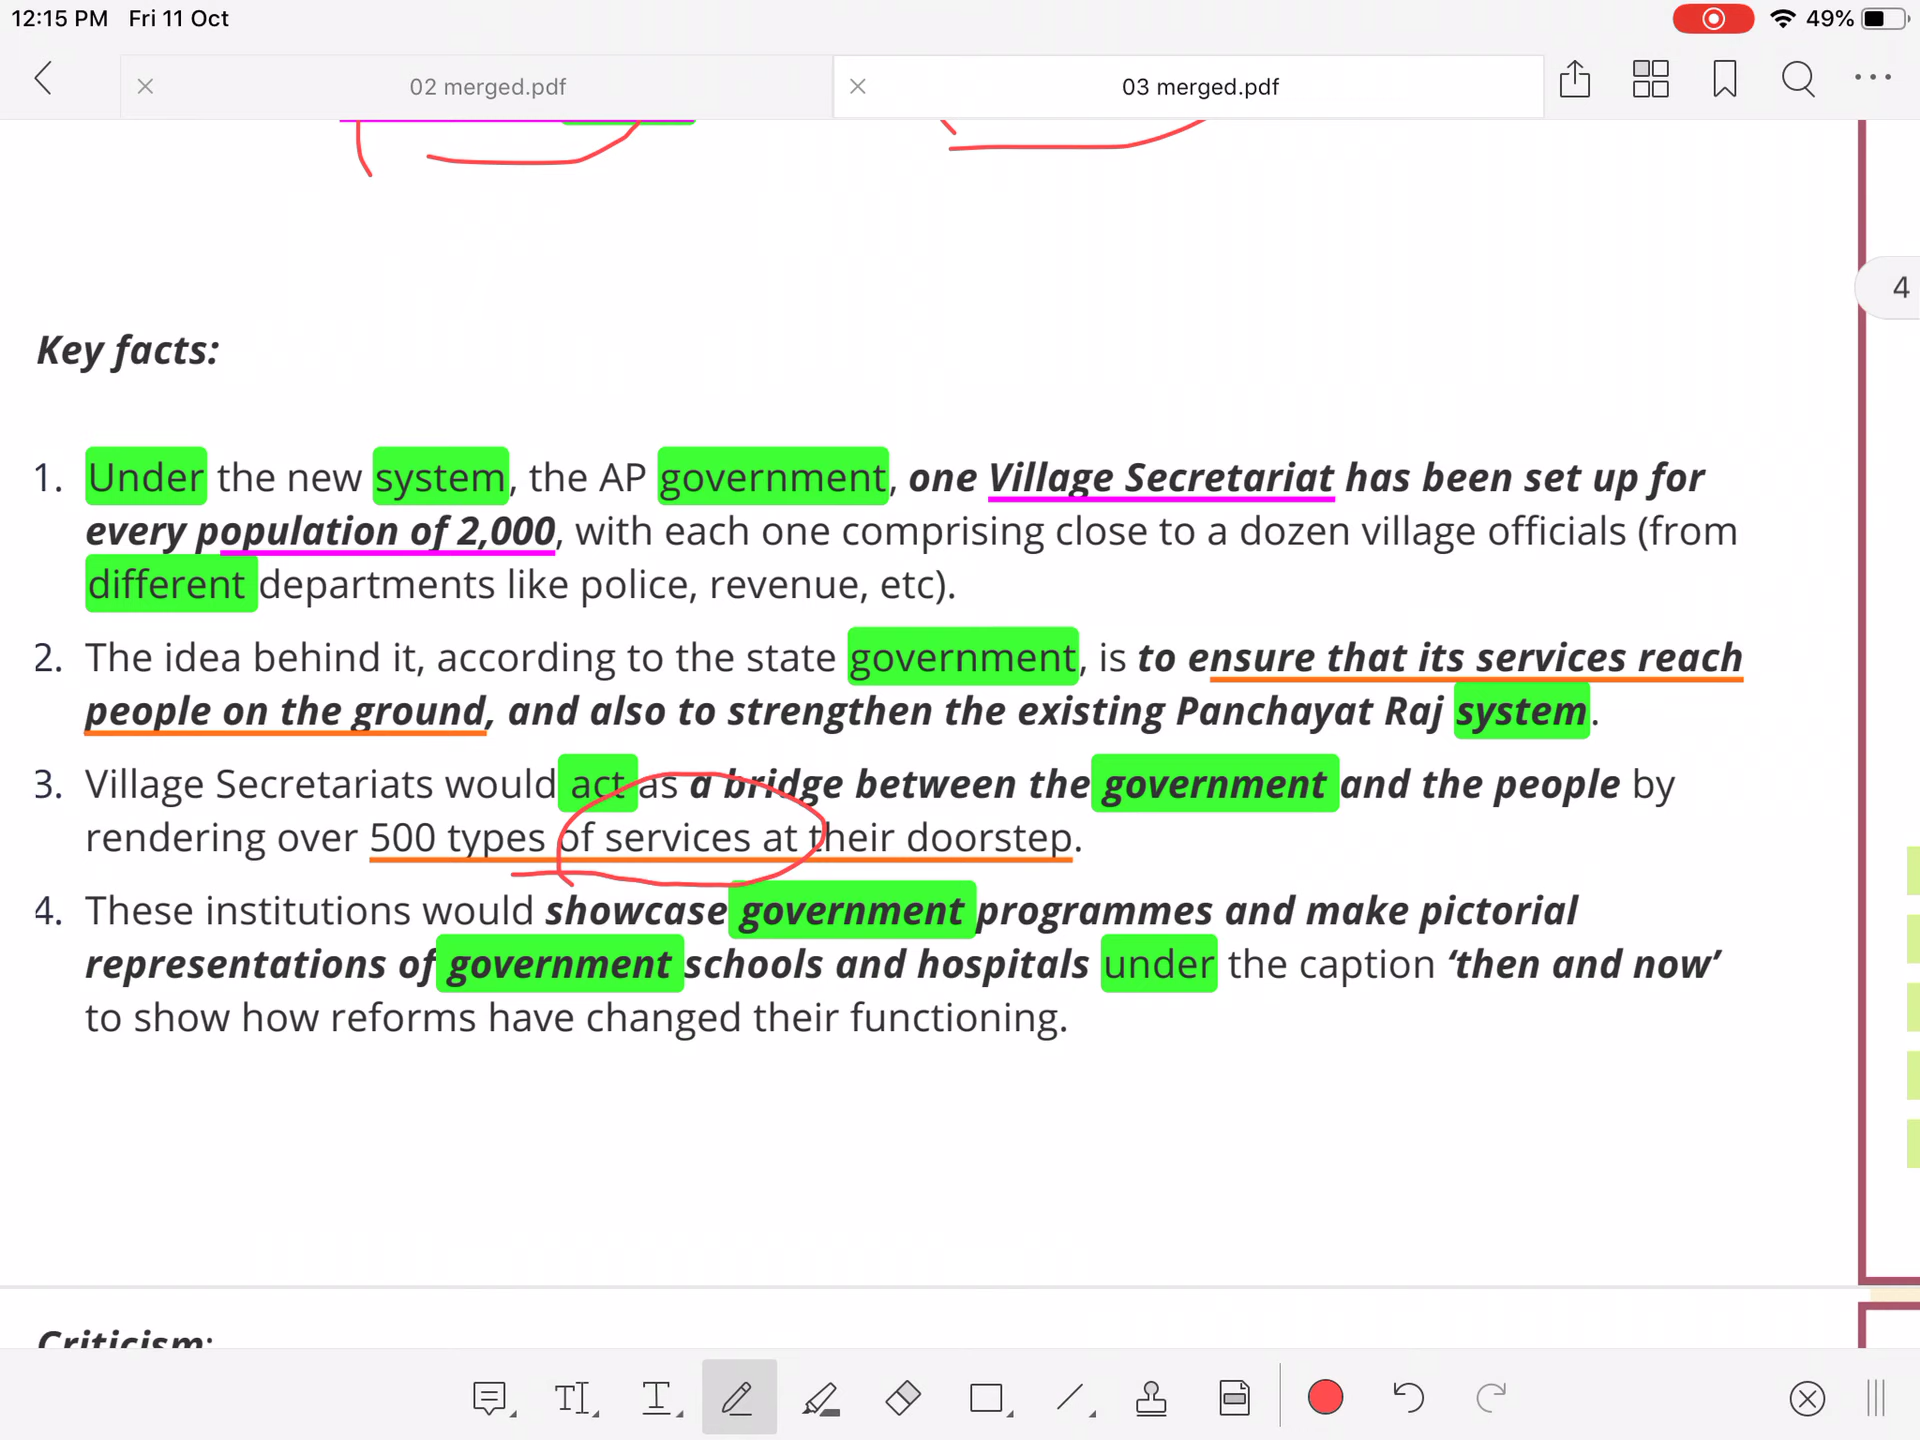 12:15 PM Fri 11 Oct
49%
02 merged.pdf
03 merged.pdf
4
Key facts:
1. Under the new system, the AP government, one Village Secretariat has been set up for
every population of 2,000, with each one comprising close to a dozen village officials (from
different departments like police, revenue, etc).
2. The idea behind it, according to the state government, is to ensure that its services reach
people on the ground, and also to strengthen the existing Panchayat Raj system.
3. Village Secretariats would act as a bridge between the government and the people by
rendering over 500 types of services at their doorstep.
4. These institutions would showcase government programmes and make pictorial
representations of government schools and hospitals under the caption ‘then and now’
to show how reforms have changed their functioning.
Criticism: